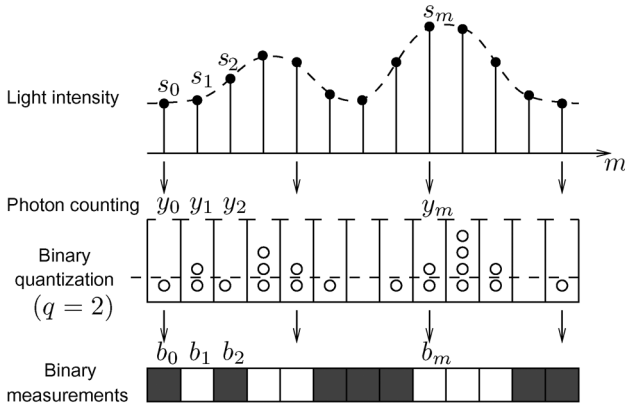 s_m
s_0 s_1 s_2
Light intensity
m
Photon counting y_0 y_1 y_2 y_m
Binary
quantization
(q = 2)
b_0 b_1 b_2 b_m
Binary
measurements